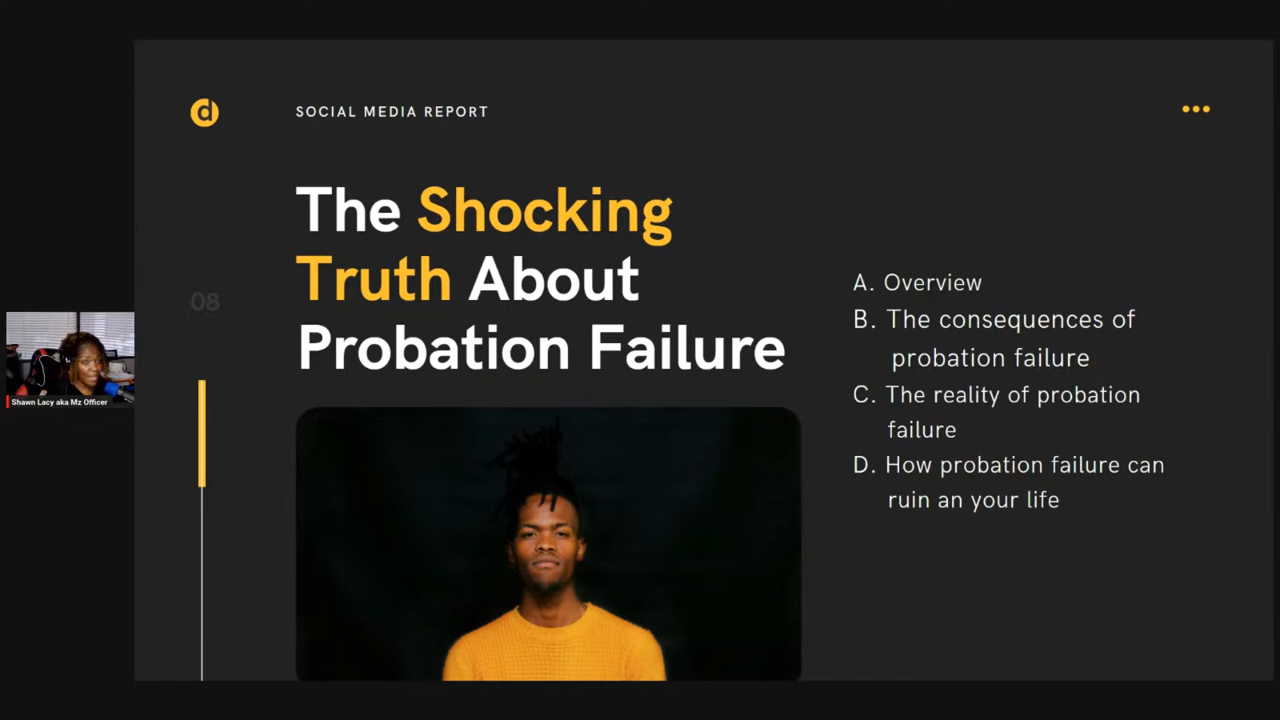 d
SOCIAL MEDIA REPORT
The Shocking
Truth About
Probation Failure
08
A. Overview
B. The consequences of
probation failure
C. The reality of probation
failure
D. How probation failure can
ruin an your life
Shawn Lacy aka Mz Officer